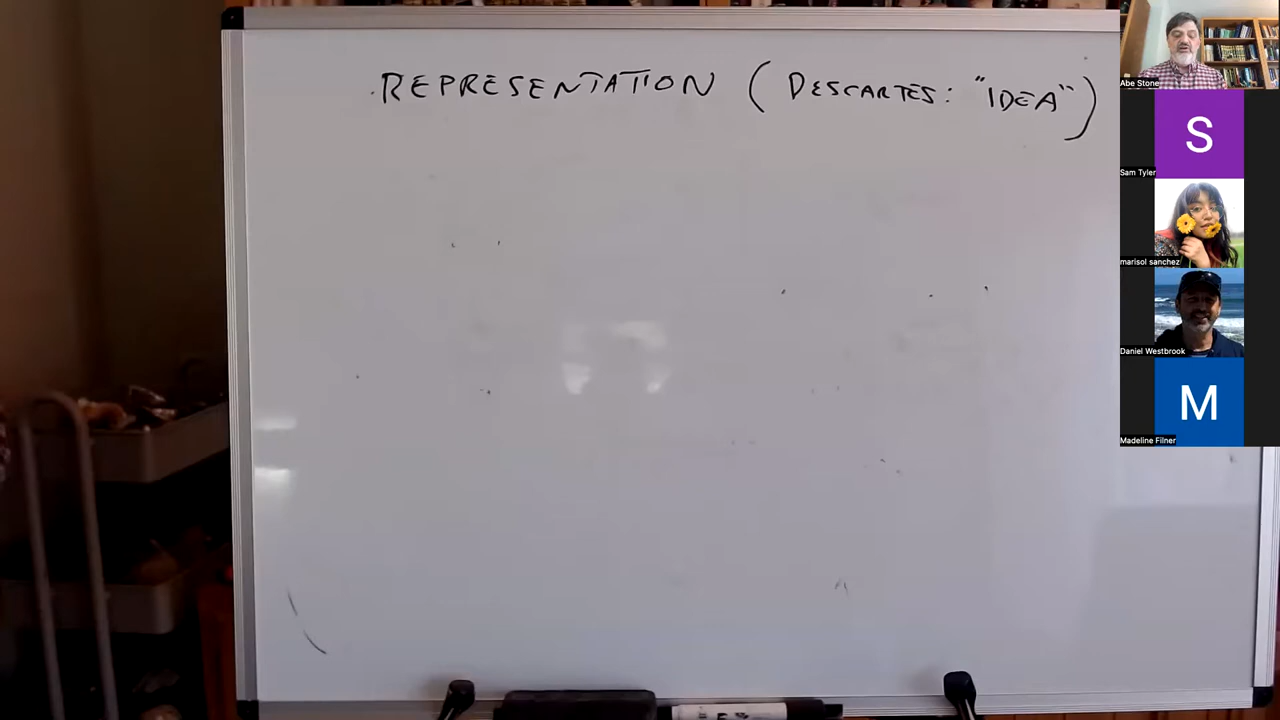 REPRESENTATION (DESCARTES: "IDEA")
Abe Stone
S
Sam Tyler
marisol sanchez
Daniel Westbrook
M
Madeline Filner